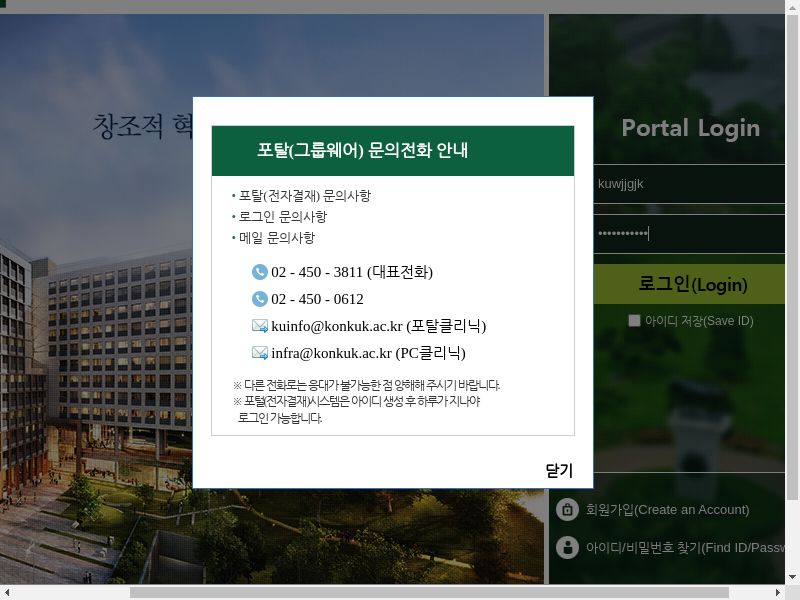 창조적 혁
Portal Login
kuwjjgjk
•••••••••••
로그인(Login)
아이디 저장(Save ID)
회원가입(Create an Account)
아이디/비밀번호 찾기(Find ID/Passw
포탈(그룹웨어) 문의전화 안내
• 포탈(전자결재) 문의사항
• 로그인 문의사항
• 메일 문의사항
02 - 450 - 3811 (대표전화)
02 - 450 - 0612
kuinfo@konkuk.ac.kr (포탈클리닉)
infra@konkuk.ac.kr (PC클리닉)
※ 다른 전화로는 응대가 불가능한 점 양해해 주시기 바랍니다.
※ 포털(전자결재)시스템은 아이디 생성 후 하루가 지나야
로그인 가능합니다.
닫기